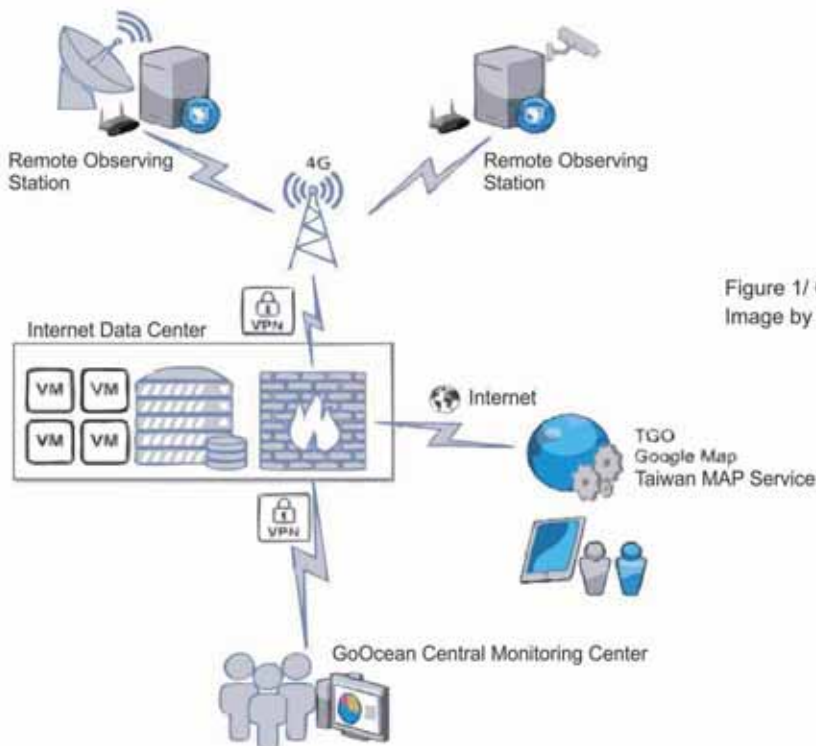 4G
Remote Observing
Station
Remote Observing
Station
Figure 1/
Image by
VPN
Internet Data Center
VM VM
VM VM
Internet
TGO
Google Map
Taiwan MAP Service
VPN
GoOcean Central Monitoring Center